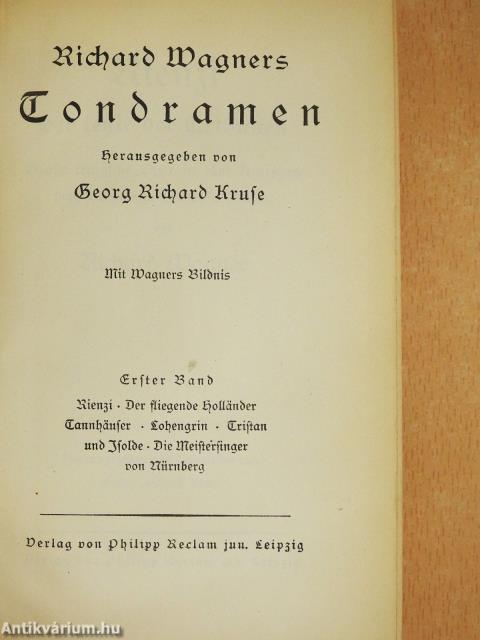 Richard Wagners
Tondramen
Herausgegeben von
Georg Richard Kruse
Mit Wagners Bildnis
Erster Band
Rienzi · Der fliegende Holländer
Tannhäuser · Lohengrin · Tristan
und Isolde · Die Meistersinger
von Nürnberg
Verlag von Philipp Reclam jun. Leipzig
Antikvárium.hu